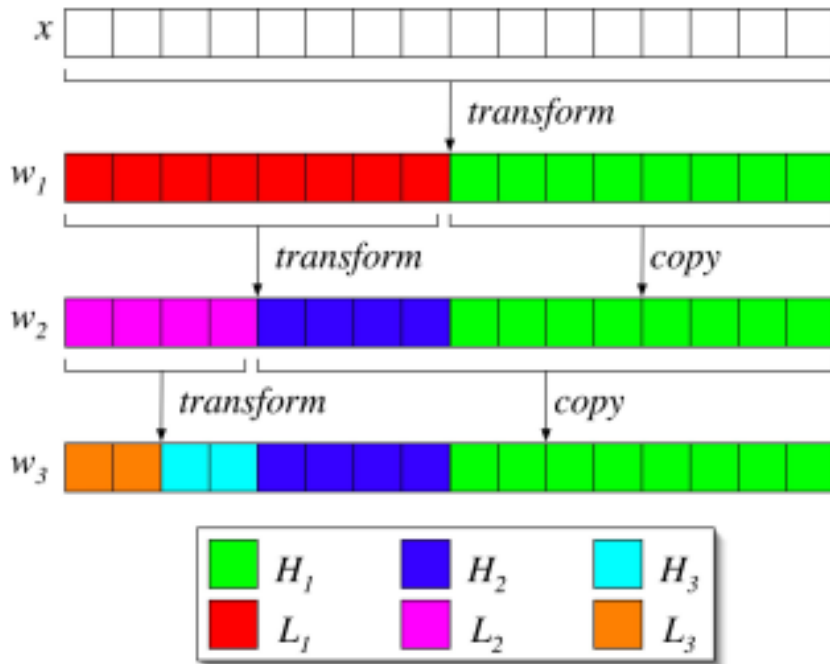 x
transform
w1
transform copy
w2
transform copy
w3
H1 H2 H3
L1 L2 L3